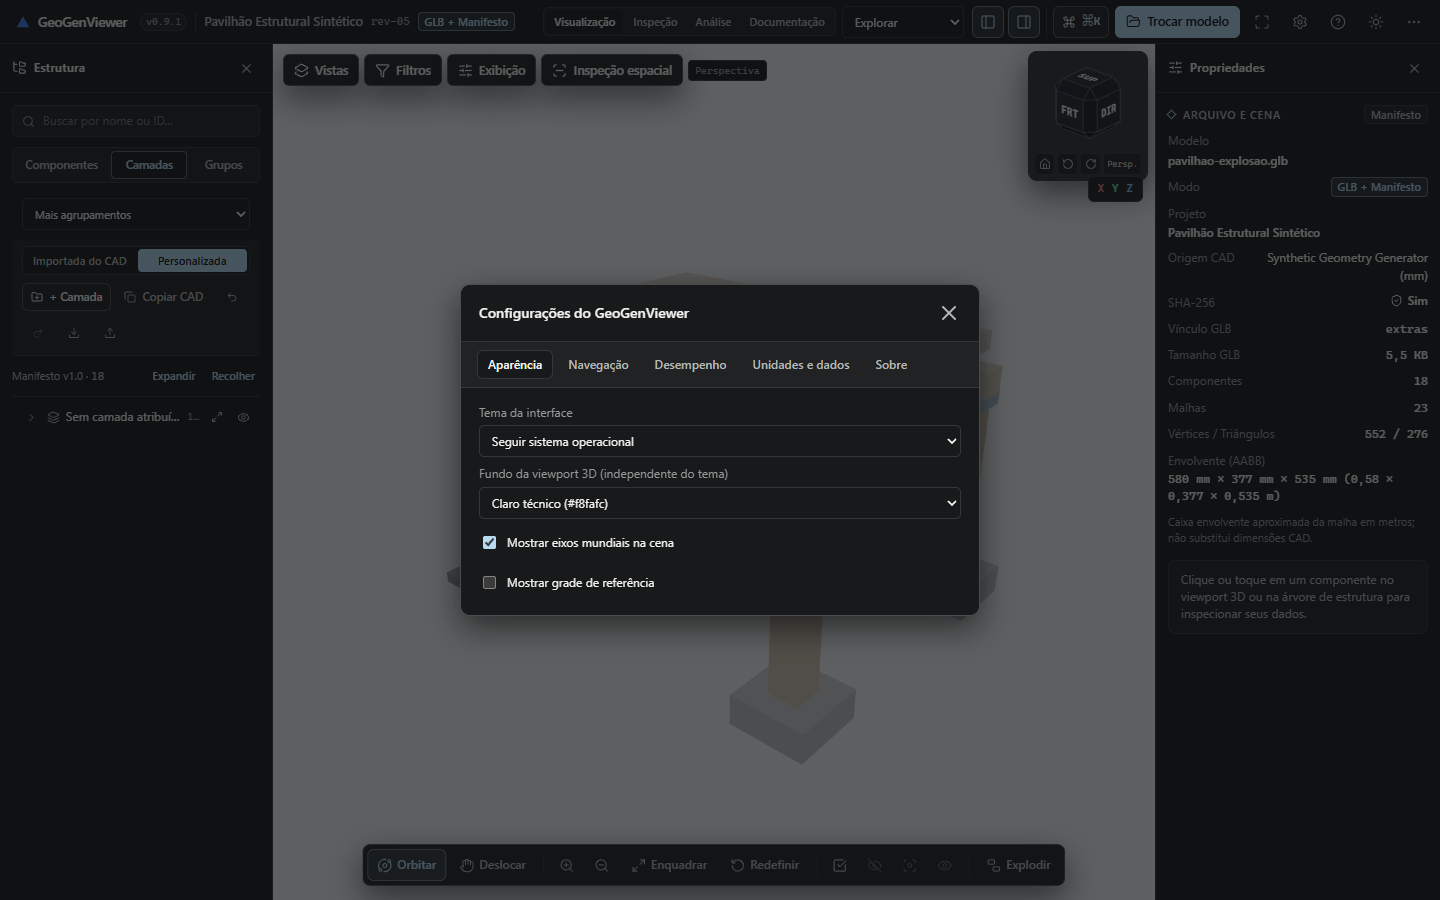 GeoGenViewer v0.9.1 Pavilhão Estrutural Sintético rev-05 GLB + Manifesto Visualização Inspeção Análise Documentação Explorar ⌘K Trocar modelo
Estrutura
Buscar por nome ou ID...
Componentes Camadas Grupos
Mais agrupamentos
Importada do CAD Personalizada
+ Camada Copiar CAD
Manifesto v1.0 · 18 Expandir Recolher
Sem camada atribuí... 1...
Vistas Filtros Exibição Inspeção espacial Perspectiva
SUP
FRT DIR
Persp.
X Y Z
Configurações do GeoGenViewer
Aparência Navegação Desempenho Unidades e dados Sobre
Tema da interface
Seguir sistema operacional
Fundo da viewport 3D (independente do tema)
Claro técnico (#f8fafc)
Mostrar eixos mundiais na cena
Mostrar grade de referência
Orbitar Deslocar Enquadrar Redefinir Explodir
Propriedades
ARQUIVO E CENA Manifesto
Modelo
pavilhao-explosao.glb
Modo GLB + Manifesto
Projeto
Pavilhão Estrutural Sintético
Origem CAD Synthetic Geometry Generator
(mm)
SHA-256 Sim
Vínculo GLB extras
Tamanho GLB 5,5 KB
Componentes 18
Malhas 23
Vértices / Triângulos 552 / 276
Envolvente (AABB)
580 mm × 377 mm × 535 mm (0,58 ×
0,377 × 0,535 m)
Caixa envolvente aproximada da malha em metros;
não substitui dimensões CAD.
Clique ou toque em um componente no
viewport 3D ou na árvore de estrutura para
inspecionar seus dados.